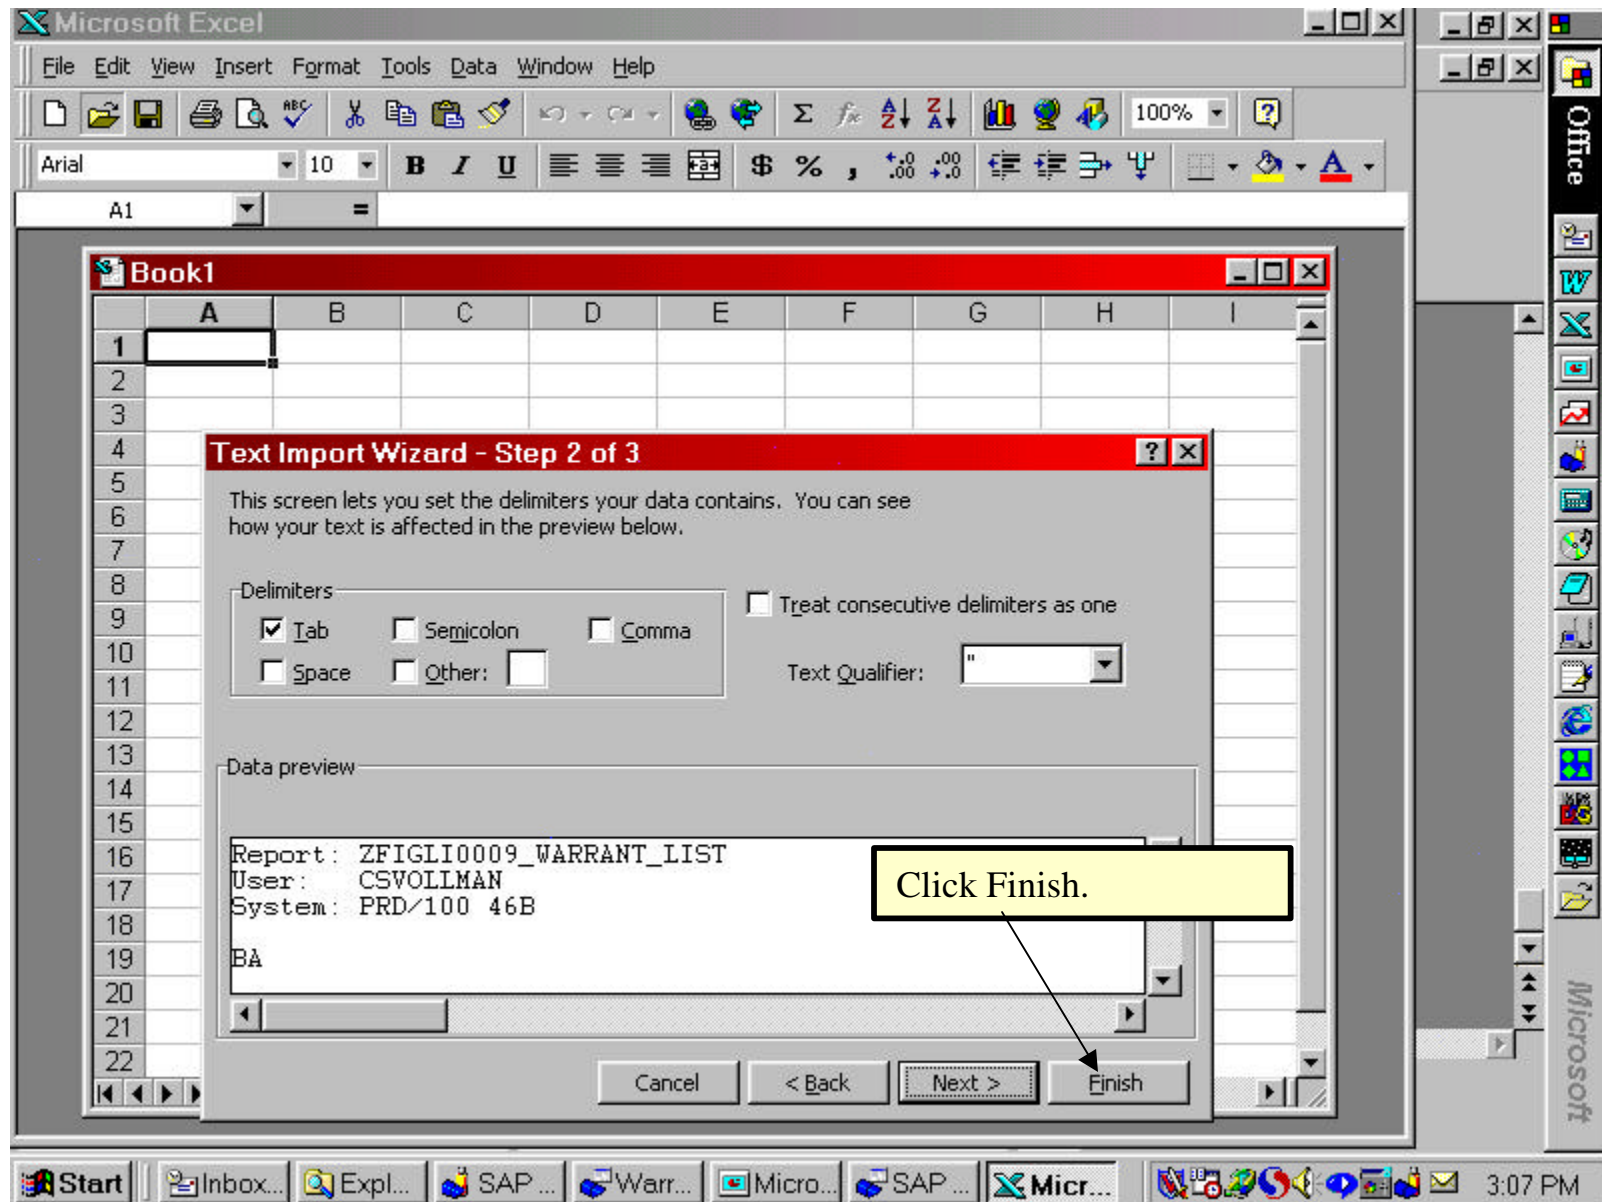 Microsoft Excel
File Edit View Insert Format Tools Data Window Help
100%
Arial 10 B I U $ % ,
A1 =
Book1
A B C D E F G H I
1
2
3
4
5
6
7
8
9
10
11
12
13
14
15
16
17
18
19
20
21
22
Text Import Wizard - Step 2 of 3
This screen lets you set the delimiters your data contains. You can see
how your text is affected in the preview below.
Delimiters
Tab Semicolon Comma
Space Other:
Treat consecutive delimiters as one
Text Qualifier: "
Data preview
Report: ZFIGLI0009_WARRANT_LIST
User: CSVOLLMAN
System: PRD/100 46B
BA
Click Finish.
Cancel < Back Next > Finish
Office
Microsoft
Start Inbox... Expl... SAP ... Warr... Micro... SAP ... Micr... 3:07 PM